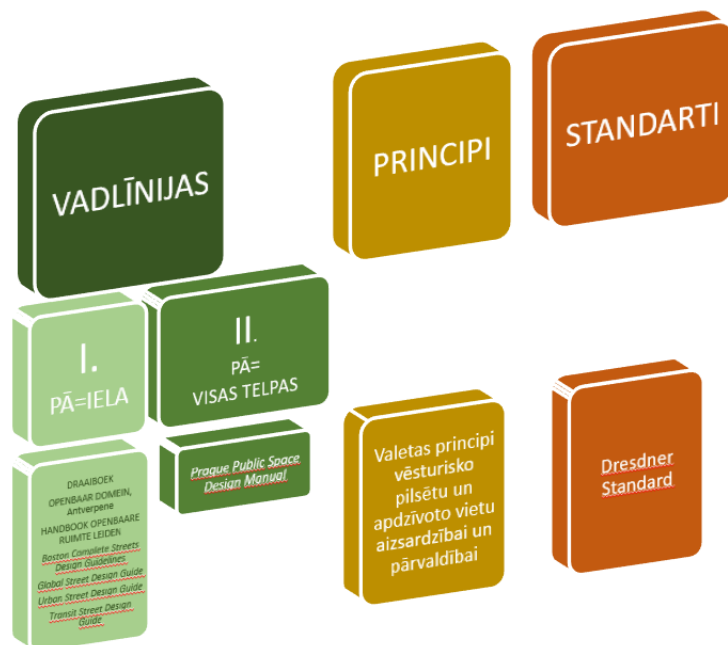 VADLĪNIJAS
PRINCIPI
STANDARTI
I.
PĀ=IELA
II.
PĀ=
VISAS TELPAS
DRAAIBOEK
OPENBAAR DOMEIN,
Antverpene
HANDBOEK OPENBAARE
RUIMTE LEIDEN
Boston Complete Streets
Design Guidelines
Global Street Design Guide
Urban Street Design Guide
Transit Street Design
Guide
Prague Public Space
Design Manual
Valetas principi
vēsturisko
pilsētu un
apdzīvoto vietu
aizsardzībai un
pārvaldībai
Dresdner
Standard